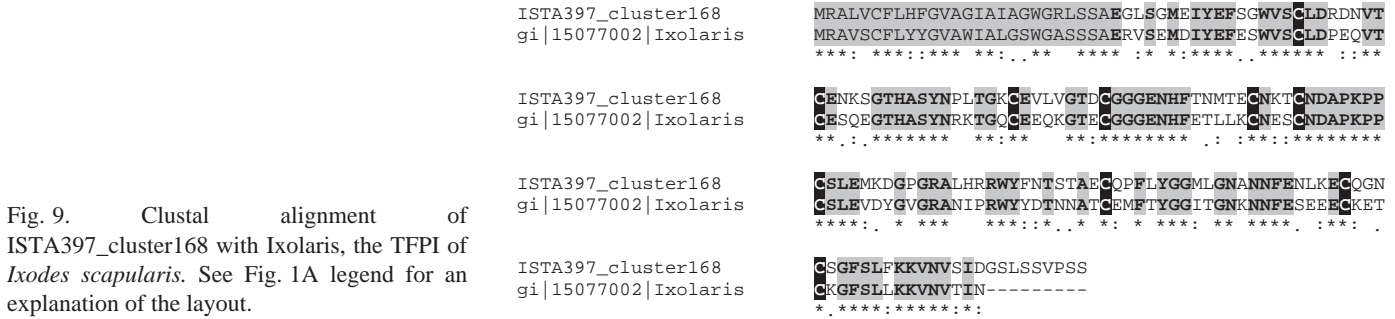 ISTA397_cluster168 MRALVCFLHFGVAGIAIAGWGRLSSAEGLSGMEIYEFSGWVSCLDRDNVT
gi|15077002|Ixolaris MRAVSCFLYYGVAWIALGSWGASSSAERVSEMDIYEFESWVSCLDPEQVT
***: ***:: *** **:..** **** :* *:****..****** ::**
ISTA397_cluster168 CENKSGTHASYNPLTGKCEVLVGTDCGGGENHFTNMTECNKTCNDAPKPP
gi|15077002|Ixolaris CESQEGTHASYNRKTGQCEEQKGTECGGGENHFETLLKCNESCNDAPKPP
**.:.******* **:** **:******** .: :**::*********
ISTA397_cluster168 CSLEMKDGPGRALHRRWYFNTSTAECQPFLYGGMLGNANNFENLKECQGN
gi|15077002|Ixolaris CSLEVDYGVGRANIPRWYYDTNNATCEMFTYGGITGNKNNFESEEECKET
****:. * *** ***::*..* *: * ***: ** ****. :**: .
ISTA397_cluster168 CSGFSLFKKVNVSIDGSLSSVPSS
gi|15077002|Ixolaris CKGFSLLKKVNVTIN---------
*.****:*****:*:
Fig. 9. Clustal alignment of
ISTA397_cluster168 with Ixolaris, the TFPI of
Ixodes scapularis. See Fig. 1A legend for an
explanation of the layout.